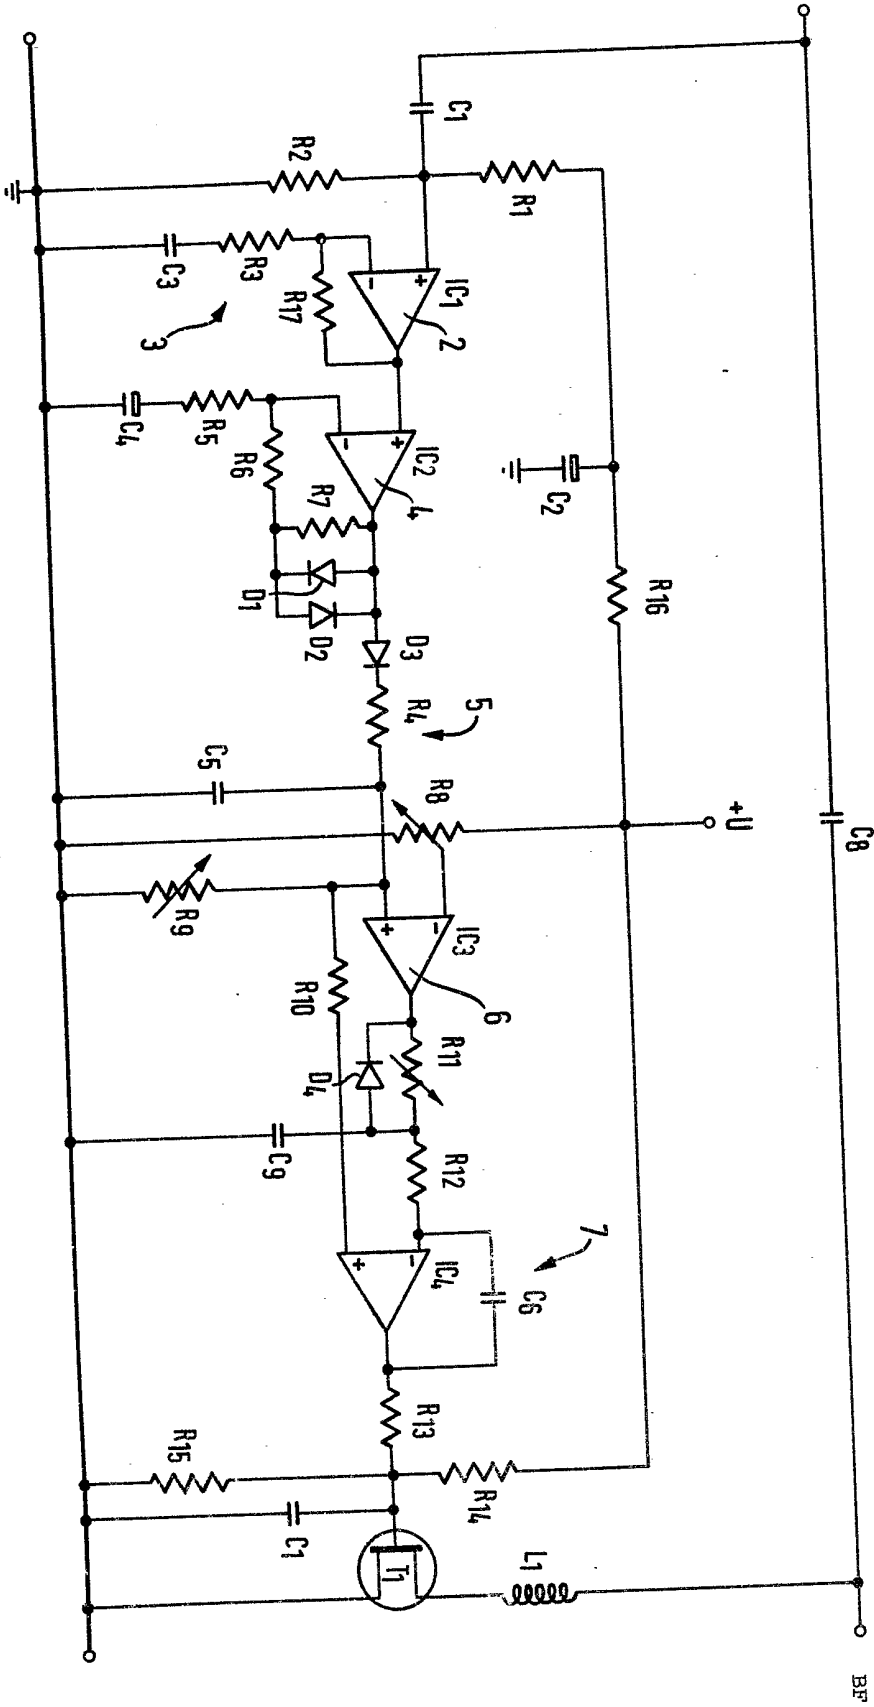 C8
BF
C1
R1
R16
+U
L1
R2
IC1
+
-
2
C2
R14
R3
R17
C3
3
IC2
+
-
4
R5
R6
R7
C4
D1
D2
D3
R4
5
R8
C5
R9
IC3
-
+
6
R10
R11
D4
R12
C9
IC4
-
+
7
C6
R13
R15
C1
T1